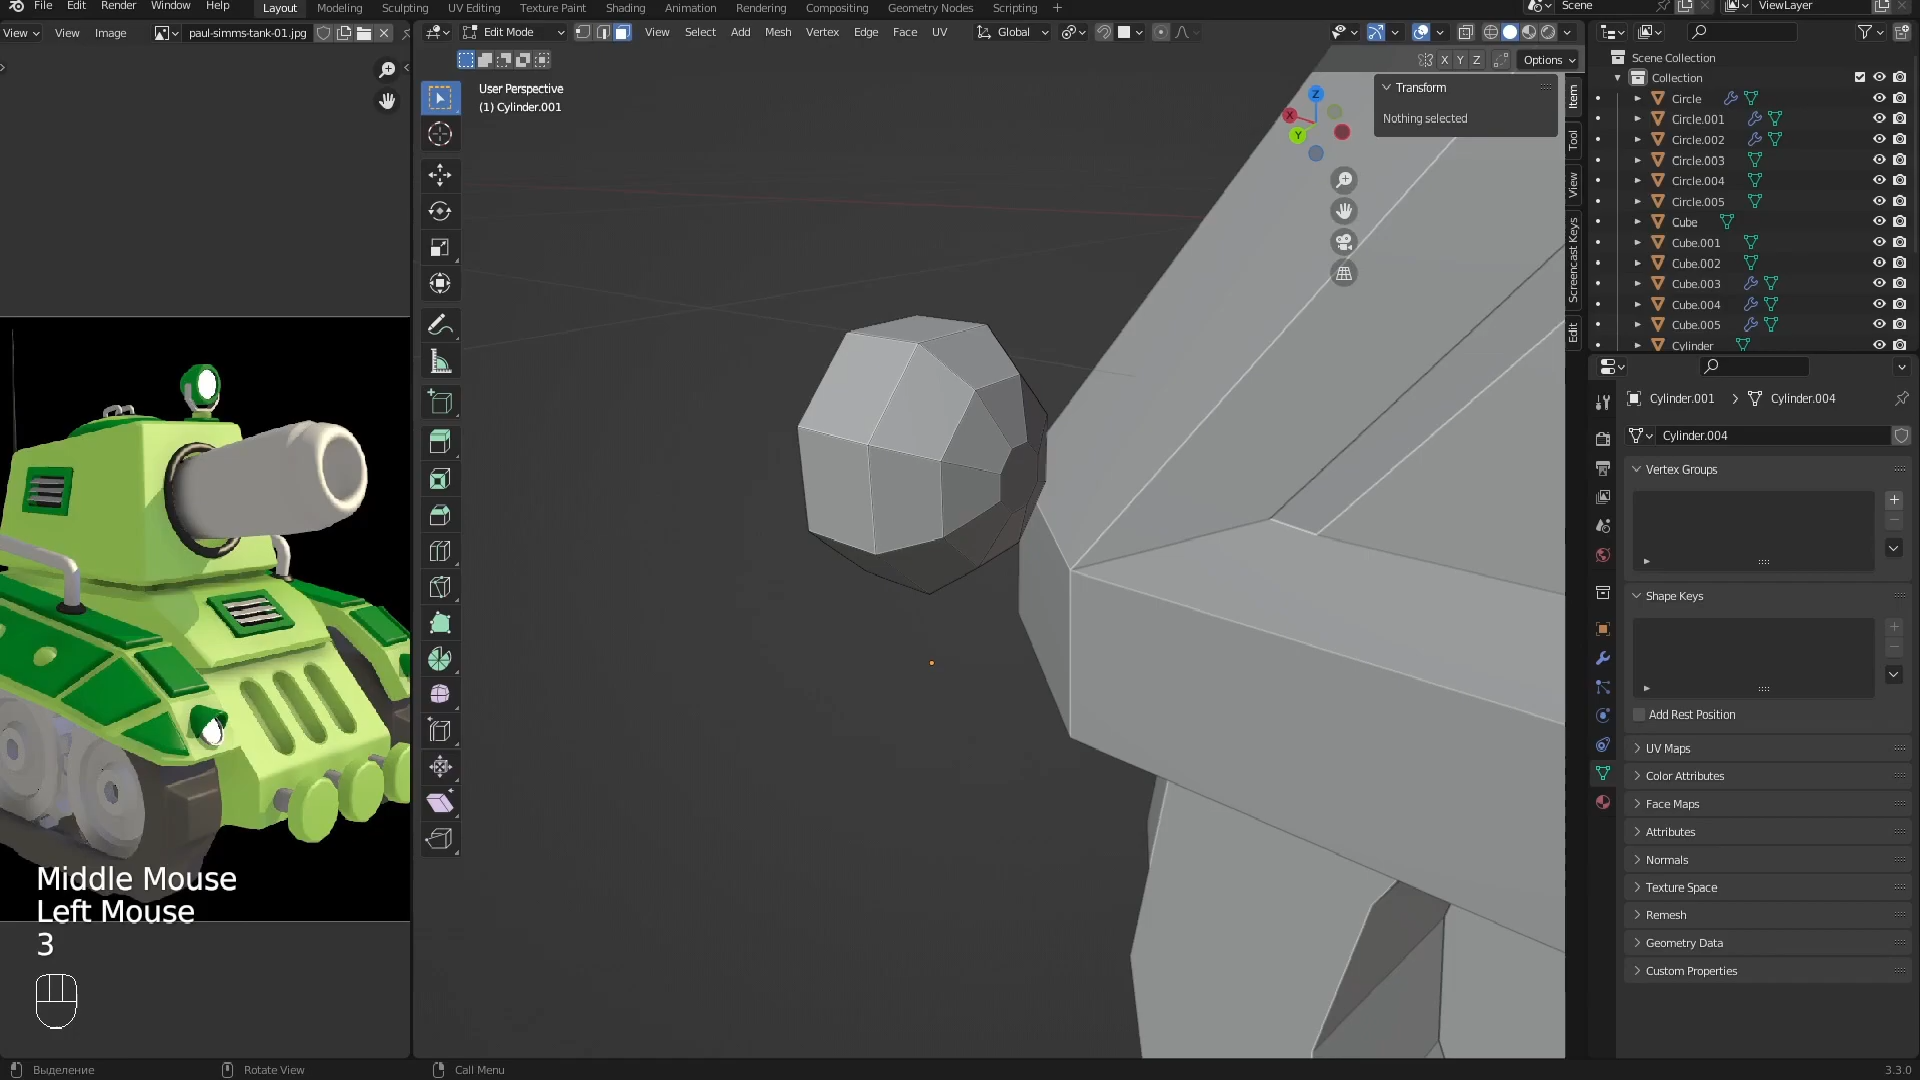 File Edit Render Window Help
Layout Modeling Sculpting UV Editing Texture Paint Shading Animation Rendering Compositing Geometry Nodes Scripting
Scene ViewLayer
View View Image paul-simms-tank-01.jpg
Edit Mode View Select Add Mesh Vertex Edge Face UV Global
X Y Z Options
User Perspective
(1) Cylinder.001
Z X Y
Transform
Nothing selected
Item
Tool
View
Screencast Keys
Edit
Scene Collection
Collection
Circle
Circle.001
Circle.002
Circle.003
Circle.004
Circle.005
Cube
Cube.001
Cube.002
Cube.003
Cube.004
Cube.005
Cylinder
Cylinder.001 Cylinder.004
Cylinder.004
Vertex Groups
Shape Keys
Add Rest Position
UV Maps
Color Attributes
Face Maps
Attributes
Normals
Texture Space
Remesh
Geometry Data
Custom Properties
Middle Mouse
Left Mouse
3
Выделение Rotate View Call Menu 3.3.0